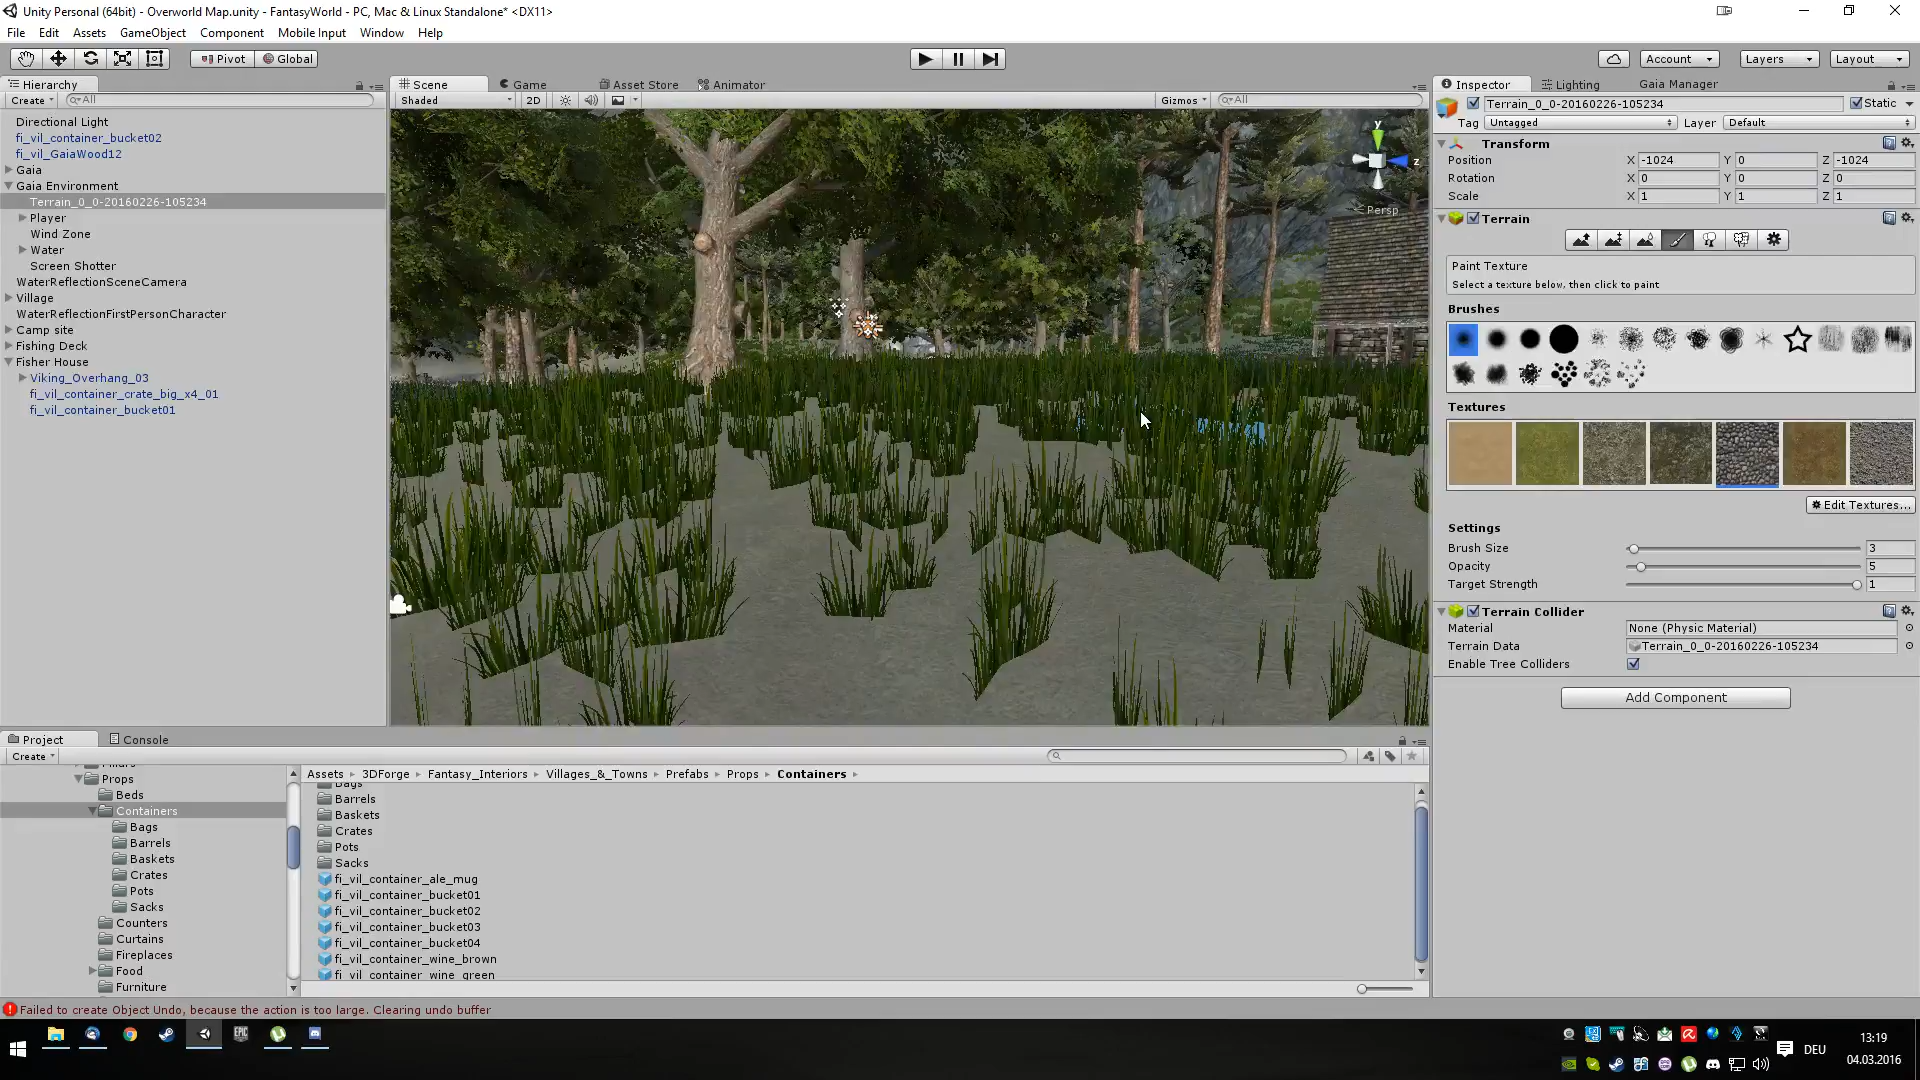 Unity Personal (64bit) - Overworld Map.unity - FantasyWorld - PC, Mac & Linux Standalone* <DX11>
File Edit Assets GameObject Component Mobile Input Window Help
Pivot Global Account Layers Layout
Hierarchy
Create All
Directional Light
fi_vil_container_bucket02
fi_vil_GaiaWood12
Gaia
Gaia Environment
Terrain_0_0-20160226-105234
Player
Wind Zone
Water
Screen Shotter
WaterReflectionSceneCamera
Village
WaterReflectionFirstPersonCharacter
Camp site
Fishing Deck
Fisher House
Viking_Overhang_03
fi_vil_container_crate_big_x4_01
fi_vil_container_bucket01
Scene Game Asset Store Animator
Shaded 2D Gizmos All
y
z
Persp
Inspector Lighting Gaia Manager
Terrain_0_0-20160226-105234 Static
Tag Untagged Layer Default
Transform
Position X -1024 Y 0 Z -1024
Rotation X 0 Y 0 Z 0
Scale X 1 Y 1 Z 1
Terrain
Paint Texture
Select a texture below, then click to paint
Brushes
Textures
Edit Textures...
Settings
Brush Size 3
Opacity 5
Target Strength 1
Terrain Collider
Material None (Physic Material)
Terrain Data Terrain_0_0-20160226-105234
Enable Tree Colliders
Add Component
Project Console
Create
Props
Beds
Containers
Bags
Barrels
Baskets
Crates
Pots
Sacks
Counters
Curtains
Fireplaces
Food
Furniture
Assets 3DForge Fantasy_Interiors Villages_&_Towns Prefabs Props Containers
Bags
Barrels
Baskets
Crates
Pots
Sacks
fi_vil_container_ale_mug
fi_vil_container_bucket01
fi_vil_container_bucket02
fi_vil_container_bucket03
fi_vil_container_bucket04
fi_vil_container_wine_brown
fi_vil_container_wine_green
Failed to create Object Undo, because the action is too large. Clearing undo buffer
EPIC
DEU
13:19
04.03.2016